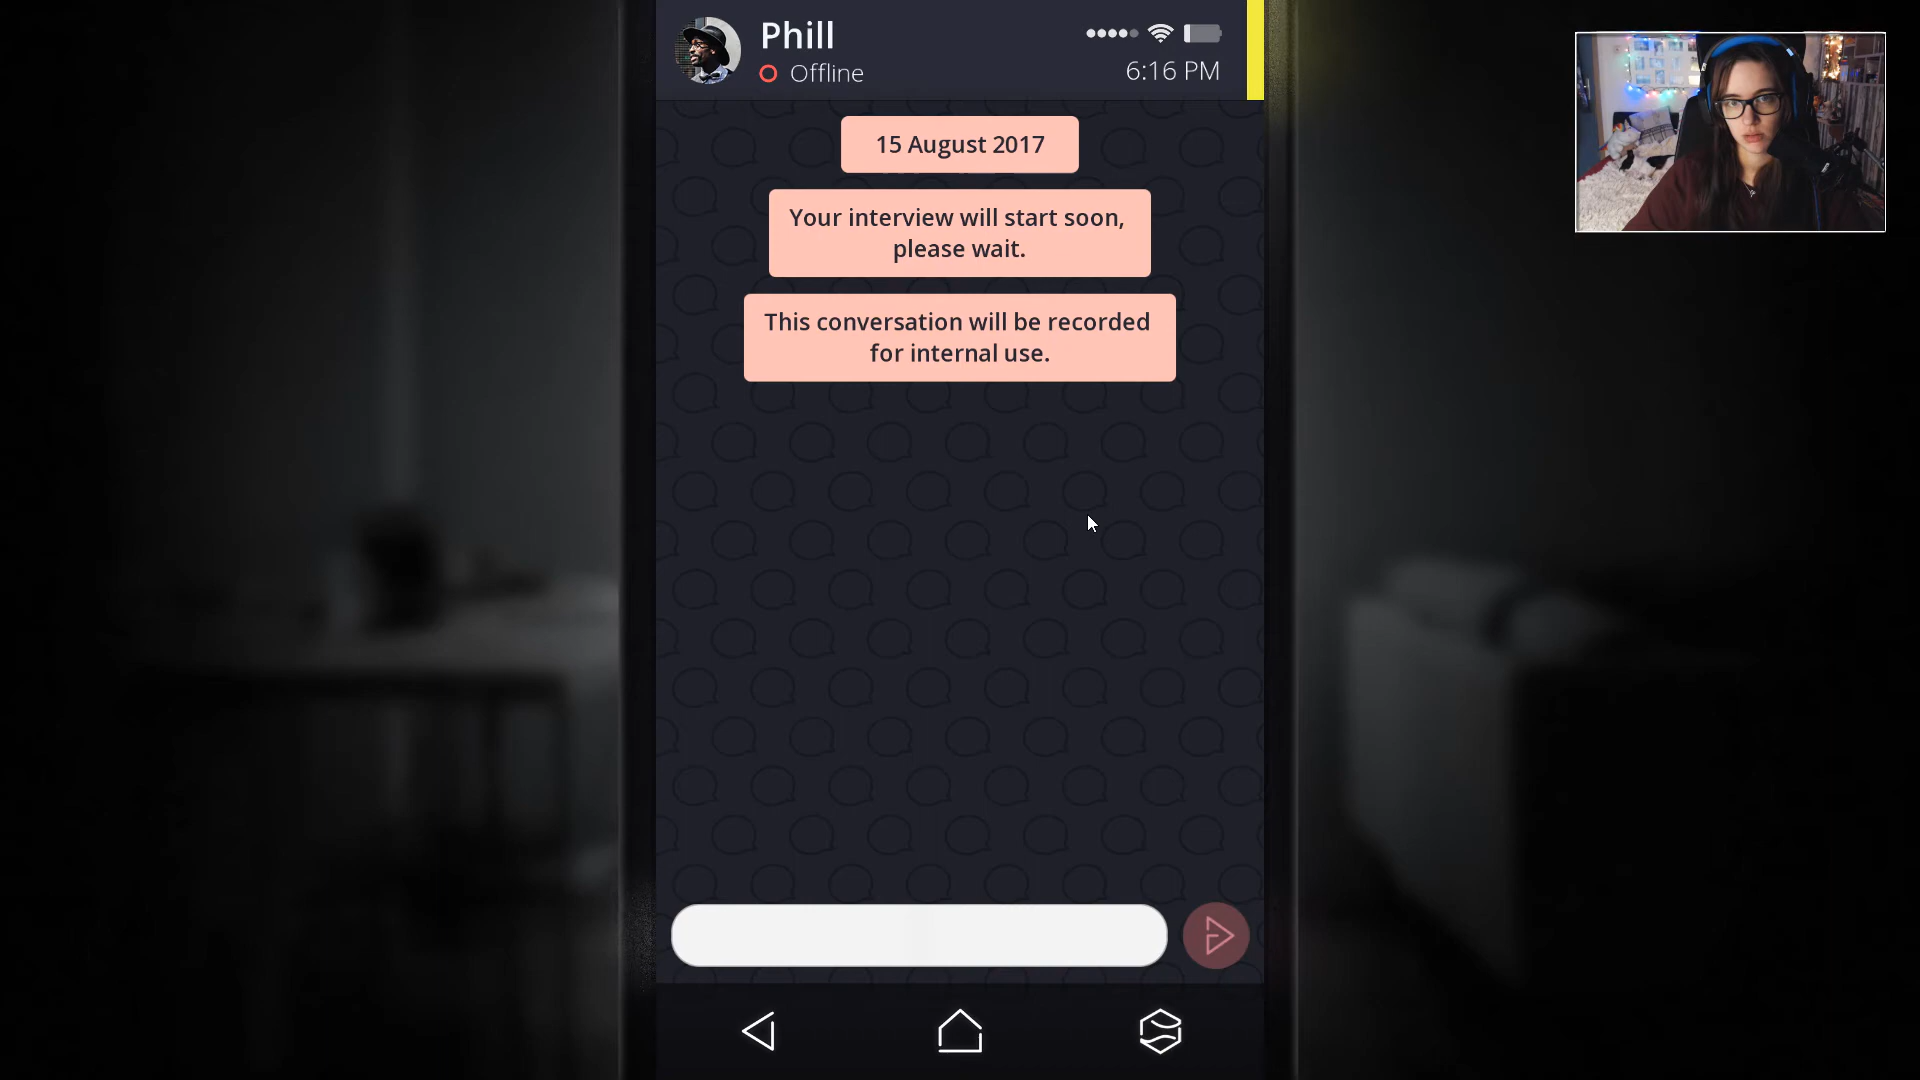 Phill
Offline
6:16 PM
15 August 2017
Your interview will start soon,
please wait.
This conversation will be recorded
for internal use.